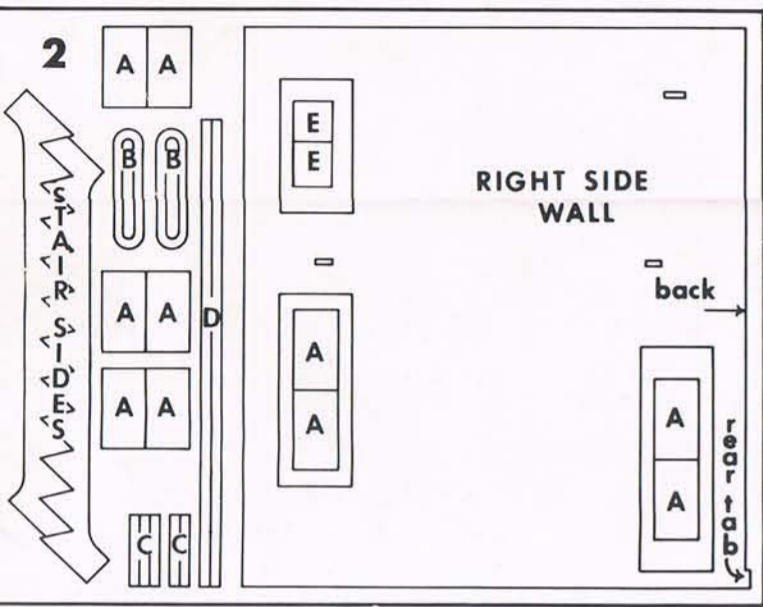 2
A A
B B
STAIR SIDES
A A
D
A A
C C
E
E
RIGHT SIDE
WALL
back
A
A
A
A
rear tab